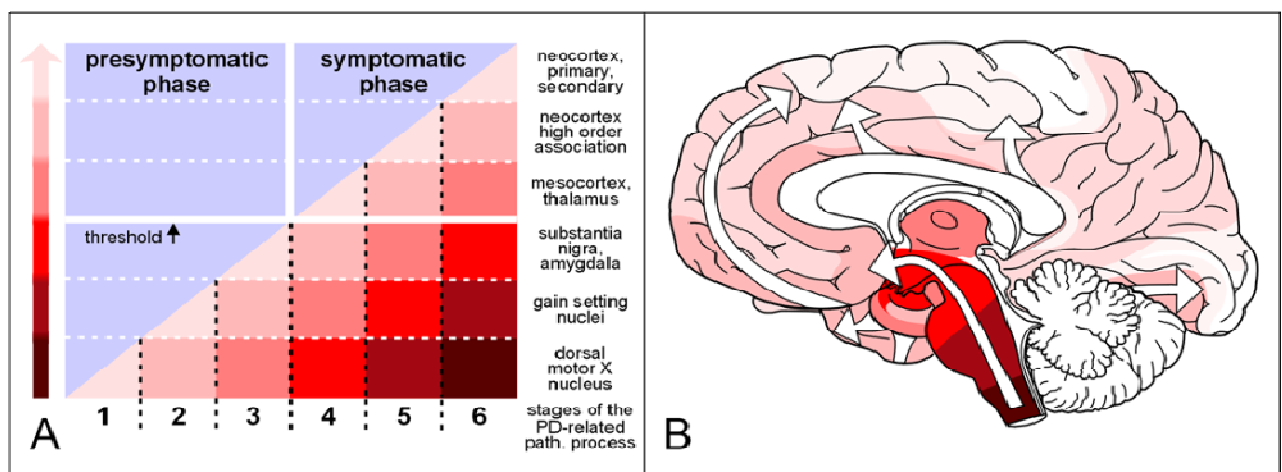 presymptomatic
phase
symptomatic
phase
neocortex,
primary,
secondary
neocortex
high order
association
mesocortex,
thalamus
threshold
substantia
nigra,
amygdala
gain setting
nuclei
dorsal
motor X
nucleus
1 2 3 4 5 6
stages of the
PD-related
path. process
A
B